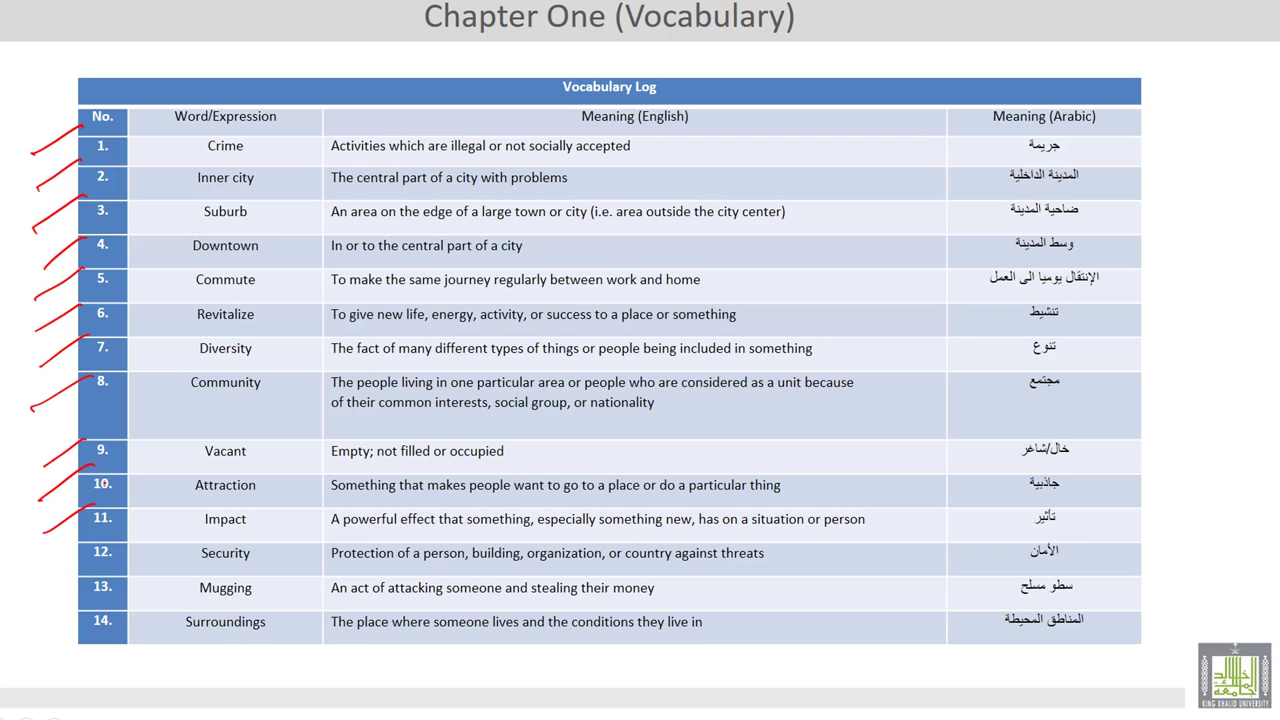 Chapter One (Vocabulary)
Vocabulary Log
No. Word/Expression Meaning (English) Meaning (Arabic)
1. Crime Activities which are illegal or not socially accepted جريمة
2. Inner city The central part of a city with problems المدينة الداخلية
3. Suburb An area on the edge of a large town or city (i.e. area outside the city center) ضاحية المدينة
4. Downtown In or to the central part of a city وسط المدينة
5. Commute To make the same journey regularly between work and home الإنتقال يوميا الى العمل
6. Revitalize To give new life, energy, activity, or success to a place or something تنشيط
7. Diversity The fact of many different types of things or people being included in something تنوع
8. Community The people living in one particular area or people who are considered as a unit because مجتمع
of their common interests, social group, or nationality
9. Vacant Empty; not filled or occupied خال/شاغر
10. Attraction Something that makes people want to go to a place or do a particular thing جاذبية
11. Impact A powerful effect that something, especially something new, has on a situation or person تأثير
12. Security Protection of a person, building, organization, or country against threats الأمان
13. Mugging An act of attacking someone and stealing their money سطو مسلح
14. Surroundings The place where someone lives and the conditions they live in المناطق المحيطة
KING KHALID UNIVERSITY